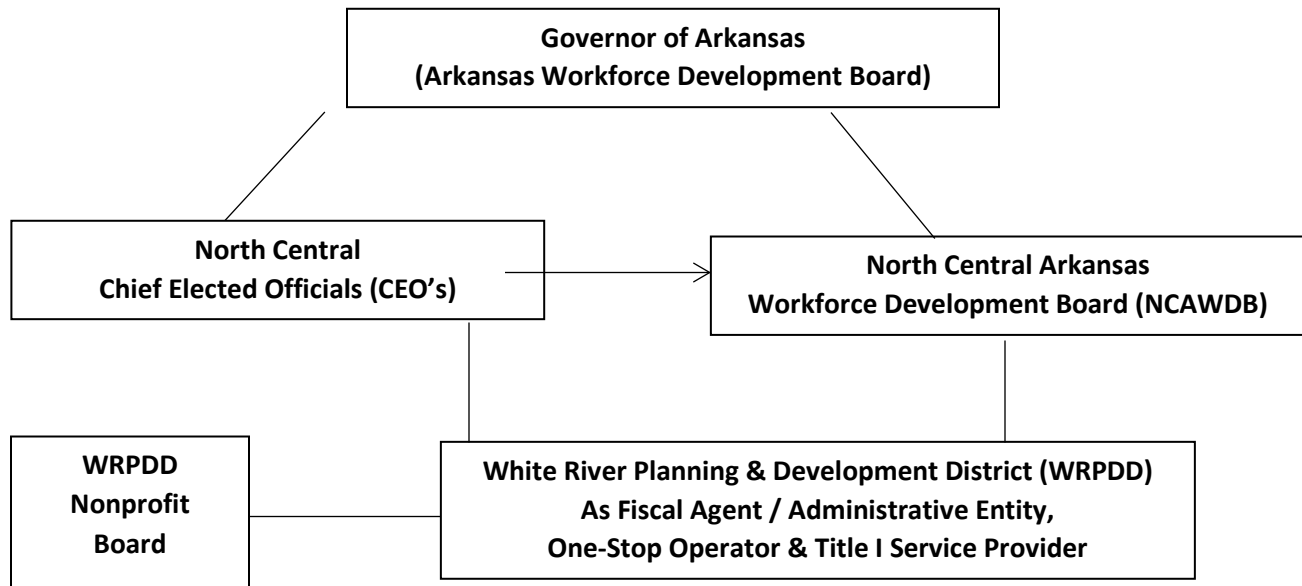 Governor of Arkansas
(Arkansas Workforce Development Board)
North Central
Chief Elected Officials (CEO’s)
North Central Arkansas
Workforce Development Board (NCAWDB)
WRPDD
Nonprofit
Board
White River Planning & Development District (WRPDD)
As Fiscal Agent / Administrative Entity,
One-Stop Operator & Title I Service Provider